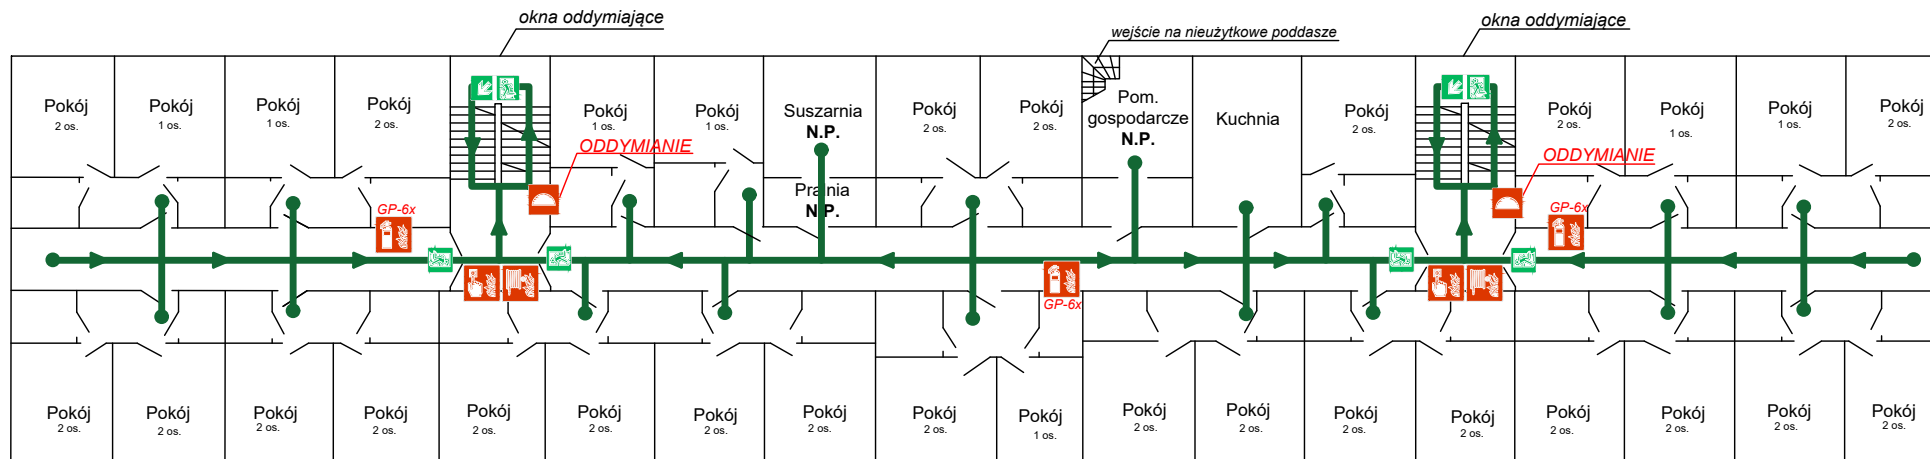 okna oddymiające
wejście na nieużytkowe poddasze
okna oddymiające
Pokój
2 os.
Pokój
1 os.
Pokój
1 os.
Pokój
2 os.
Pokój
1 os.
Pokój
1 os.
Suszarnia
N.P.
Pokój
2 os.
Pokój
2 os.
Pom.
gospodarcze
N.P.
Kuchnia
Pokój
2 os.
Pokój
2 os.
Pokój
1 os.
Pokój
1 os.
Pokój
2 os.
ODDYMIANIE
ODDYMIANIE
Pralnia
N.P.
GP-6x
GP-6x
GP-6x
Pokój
2 os.
Pokój
2 os.
Pokój
2 os.
Pokój
2 os.
Pokój
2 os.
Pokój
2 os.
Pokój
2 os.
Pokój
2 os.
Pokój
2 os.
Pokój
1 os.
Pokój
2 os.
Pokój
2 os.
Pokój
2 os.
Pokój
2 os.
Pokój
2 os.
Pokój
2 os.
Pokój
2 os.
Pokój
2 os.